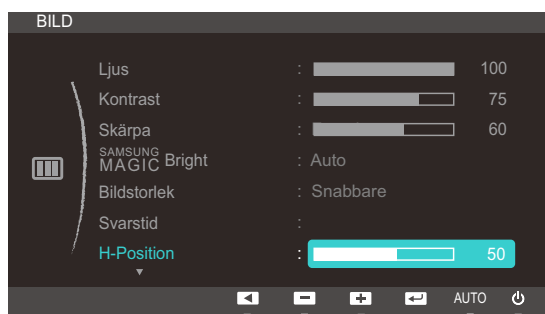 BILD
Ljus : 100
Kontrast : 75
Skärpa : 60
SAMSUNG MAGIC Bright : Auto
Bildstorlek : Snabbare
Svarstid :
H-Position : 50
AUTO